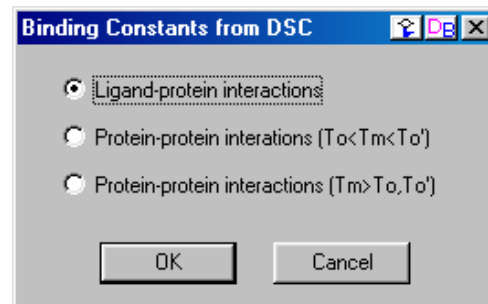 Binding Constants from DSC
DB
Ligand-protein interactions
Protein-protein interations (To<Tm<To')
Protein-protein interactions (Tm>To,To')
OK
Cancel